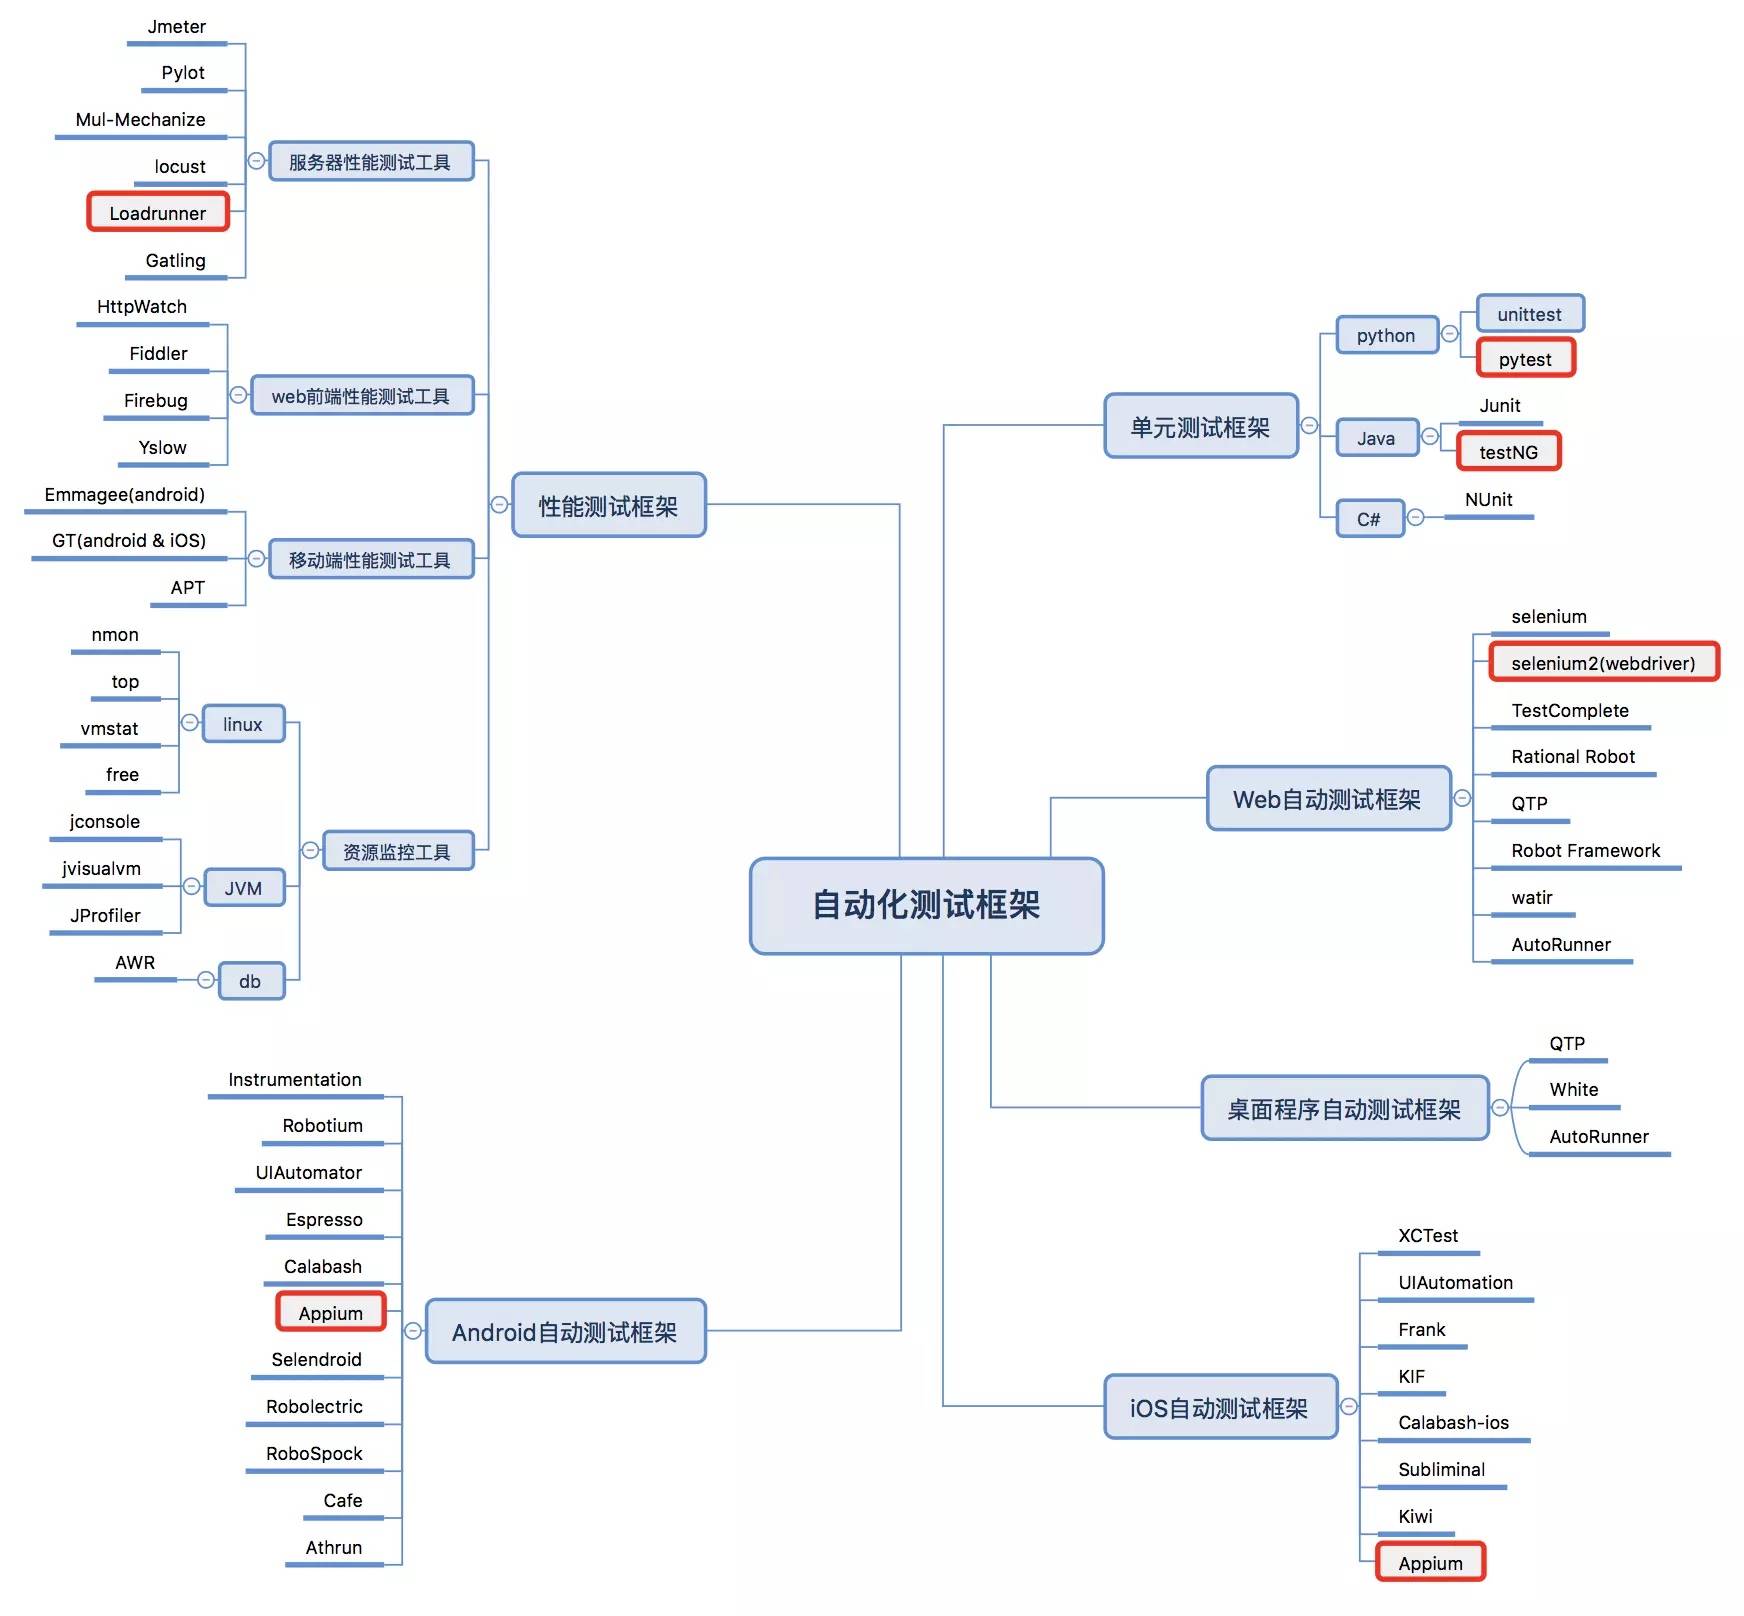 自动化测试框架
性能测试框架
服务器性能测试工具
Jmeter
Pylot
Mul-Mechanize
locust
Loadrunner
Gatling
web前端性能测试工具
HttpWatch
Fiddler
Firebug
Yslow
移动端性能测试工具
Emmagee(android)
GT(android & iOS)
APT
资源监控工具
linux
nmon
top
vmstat
free
JVM
jconsole
jvisualvm
JProfiler
db
AWR
Android自动测试框架
Instrumentation
Robotium
UIAutomator
Espresso
Calabash
Appium
Selendroid
Robolectric
RoboSpock
Cafe
Athrun
单元测试框架
python
unittest
pytest
Java
Junit
testNG
C#
NUnit
Web自动测试框架
selenium
selenium2(webdriver)
TestComplete
Rational Robot
QTP
Robot Framework
watir
AutoRunner
桌面程序自动测试框架
QTP
White
AutoRunner
iOS自动测试框架
XCTest
UIAutomation
Frank
KIF
Calabash-ios
Subliminal
Kiwi
Appium